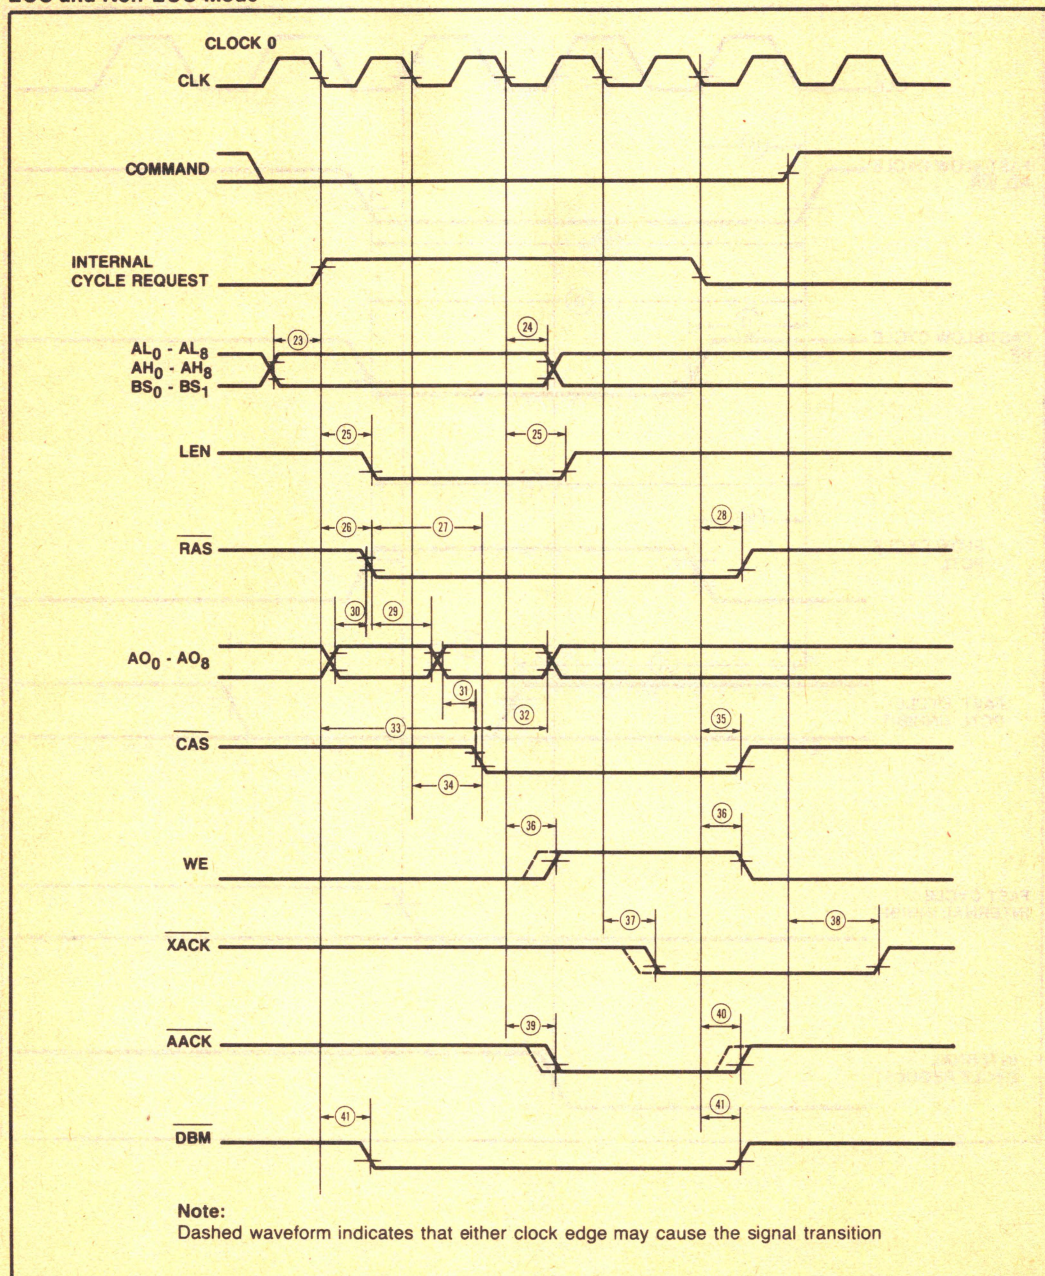 CLOCK 0
CLK
COMMAND
INTERNAL
CYCLE REQUEST
AL0 - AL8
AH0 - AH8
BS0 - BS1
23
24
LEN
25
25
RAS
26
27
28
30
29
AO0 - AO8
31
33
32
35
CAS
34
36
36
WE
37
38
XACK
39
40
AACK
41
41
DBM
Note:
Dashed waveform indicates that either clock edge may cause the signal transition